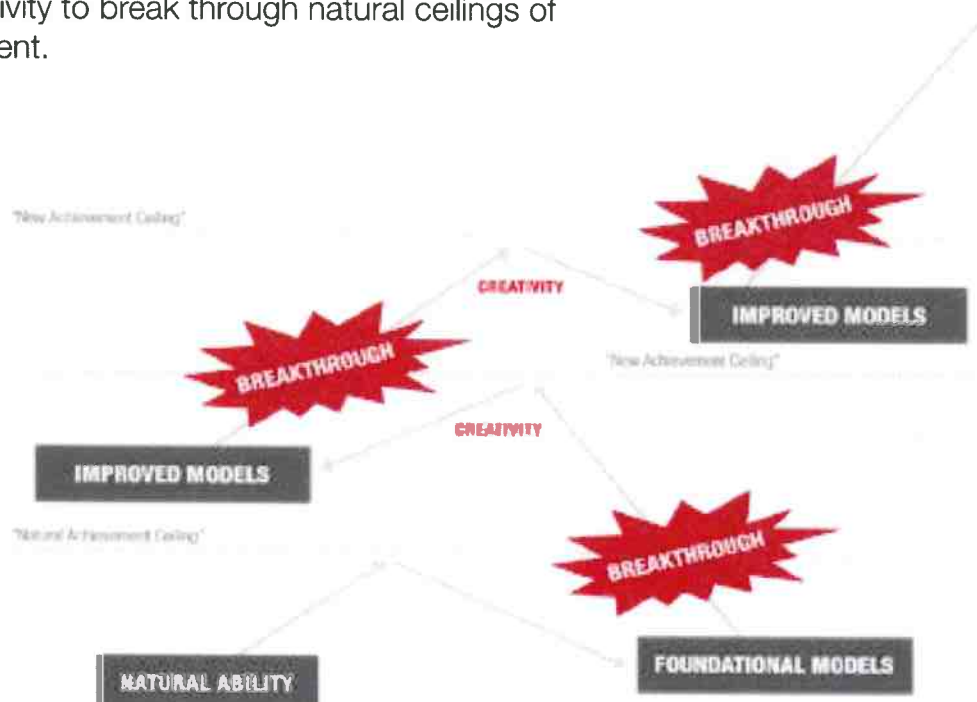 ivity to break through natural ceilings of
ent.
"New Achievement Ceiling"
BREAKTHROUGH
CREATIVITY
IMPROVED MODELS
BREAKTHROUGH
"New Achievement Ceiling"
CREATIVITY
IMPROVED MODELS
"Natural Achievement Ceiling"
BREAKTHROUGH
FOUNDATIONAL MODELS
NATURAL ABILITY